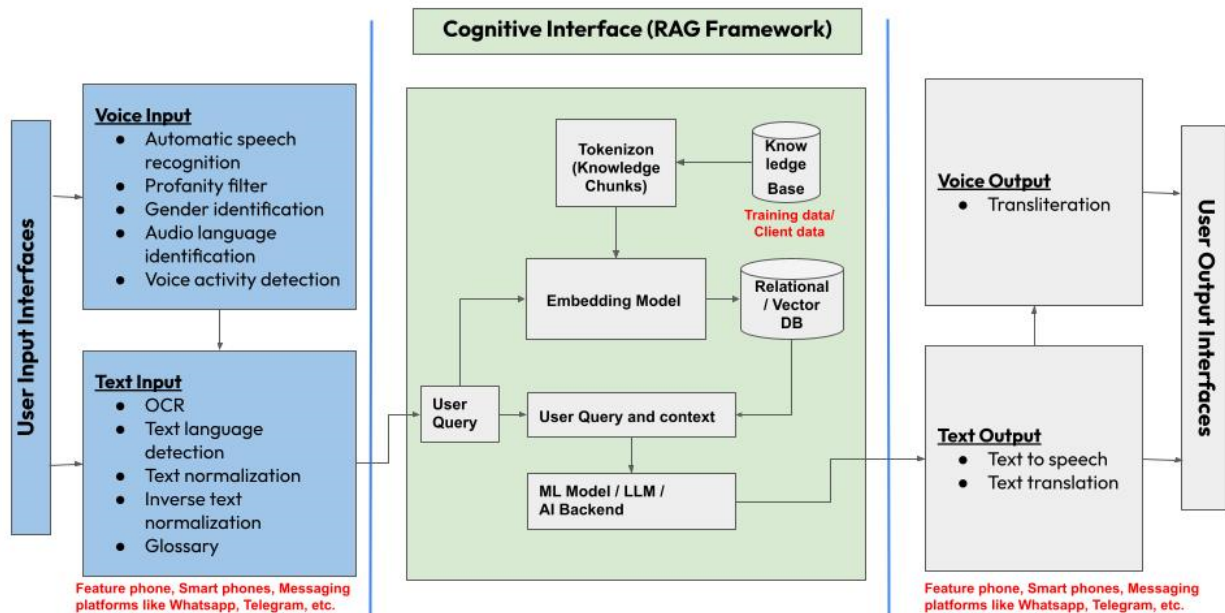 Cognitive Interface (RAG Framework)
User Input Interfaces
Voice Input
● Automatic speech
recognition
● Profanity filter
● Gender identification
● Audio language
identification
● Voice activity detection
Text Input
● OCR
● Text language
detection
● Text normalization
● Inverse text
normalization
● Glossary
Feature phone, Smart phones, Messaging
platforms like Whatsapp, Telegram, etc.
Tokenizon
(Knowledge
Chunks)
Know
ledge
Base
Training data/
Client data
Embedding Model
Relational
/ Vector
DB
User
Query
User Query and context
ML Model / LLM /
AI Backend
Voice Output
● Transliteration
Text Output
● Text to speech
● Text translation
Feature phone, Smart phones, Messaging
platforms like Whatsapp, Telegram, etc.
User Output Interfaces